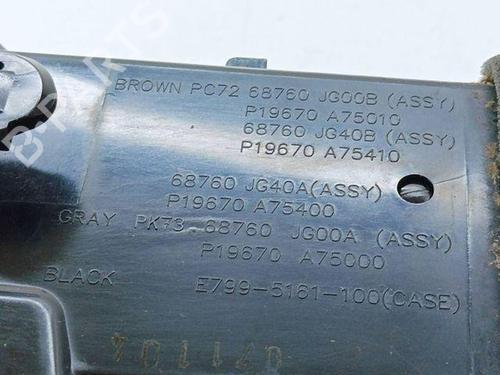 BROWN PC72 68760 JG00B (ASSY)
P19670 A75010
68760 JG40B (ASSY)
P19670 A75410
68760 JG40A(ASSY)
P19670 A75400
GRAY PK73 68760 JG00A (ASSY)
P19670 A75000
BLACK E799-5161-100(CASE)